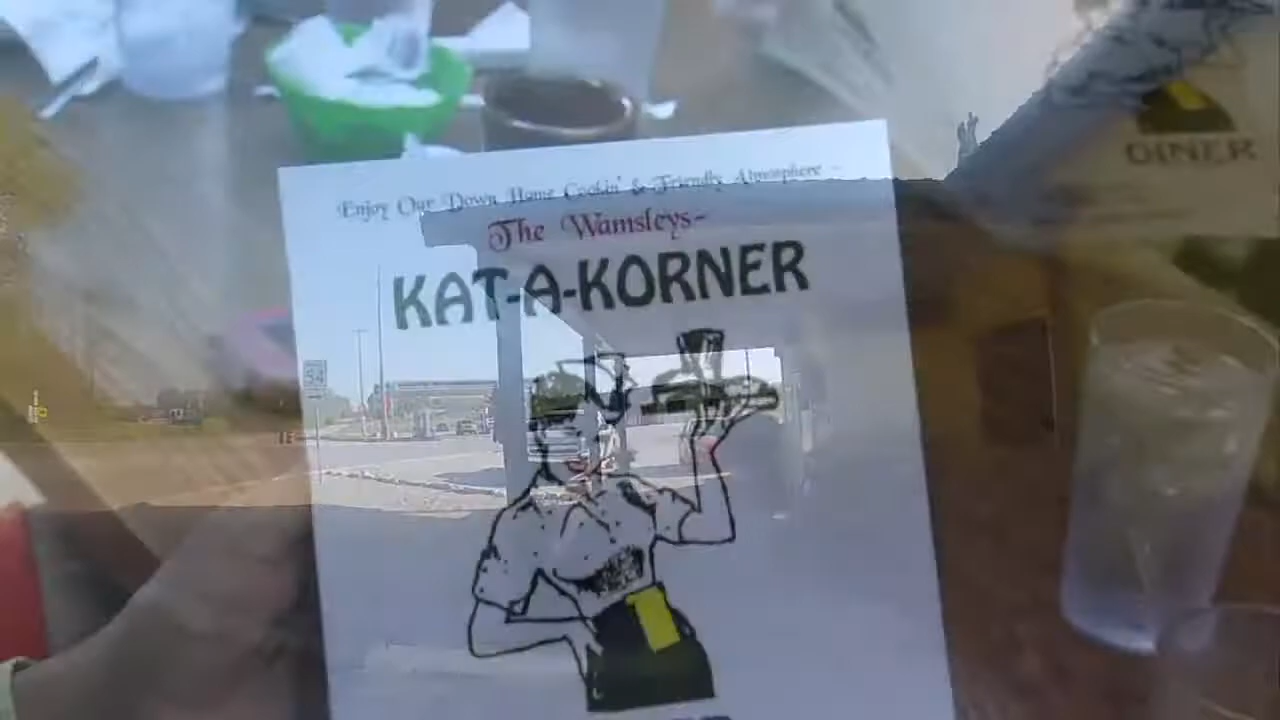 Enjoy Our Down Home Cookin' & Friendly Atmosphere -
The Wamsleys-
KAT-A-KORNER
DINER
54